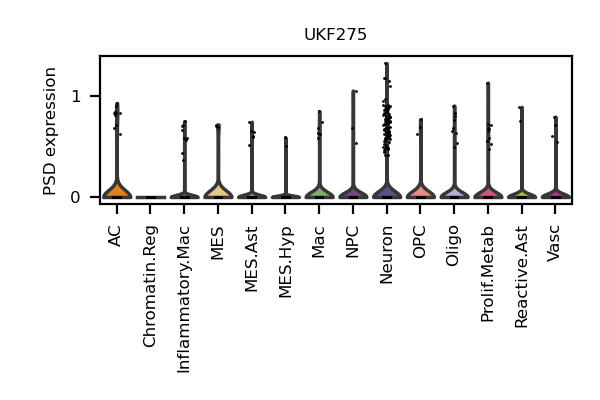 UKF275
PSD expression
1
0
AC
Chromatin.Reg
Inflammatory.Mac
MES
MES.Ast
MES.Hyp
Mac
NPC
Neuron
OPC
Oligo
Prolif.Metab
Reactive.Ast
Vasc